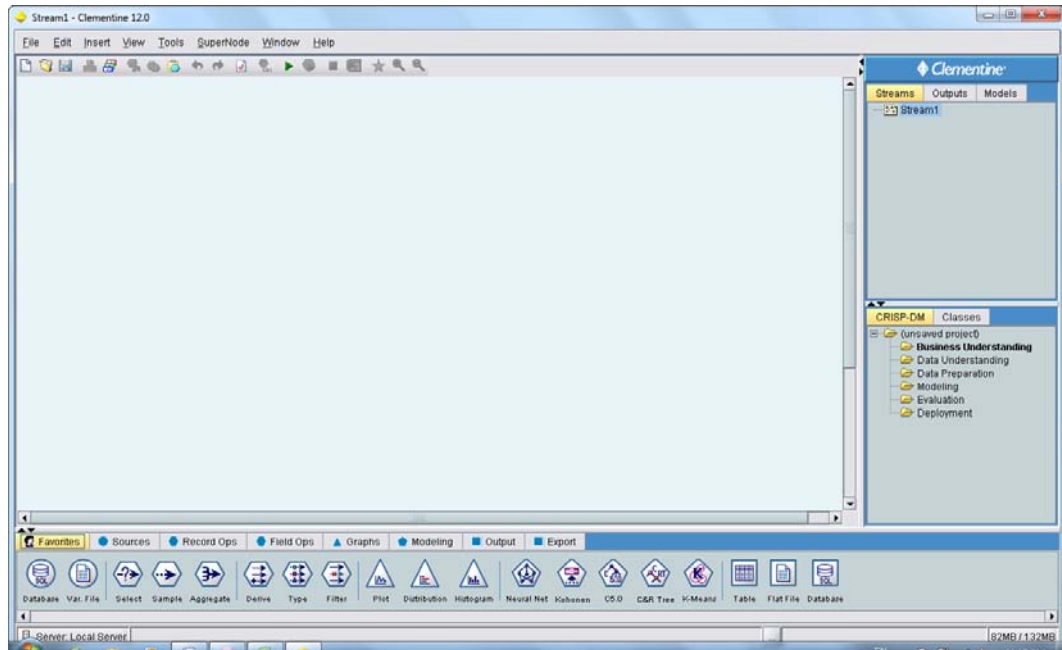 Stream1 - Clementine 12.0
File Edit Insert View Tools SuperNode Window Help
Clementine
Streams Outputs Models
Stream1
CRISP-DM Classes
(unsaved project)
Business Understanding
Data Understanding
Data Preparation
Modeling
Evaluation
Deployment
Favorites Sources Record Ops Field Ops Graphs Modeling Output Export
SQL SQL
Database Var. File Select Sample Aggregate Derive Type Filter Plot Distribution Histogram Neural Net Kohonen C5.0 C&R Tree K-Means Table Flat File Database
Server: Local Server
82MB / 132MB